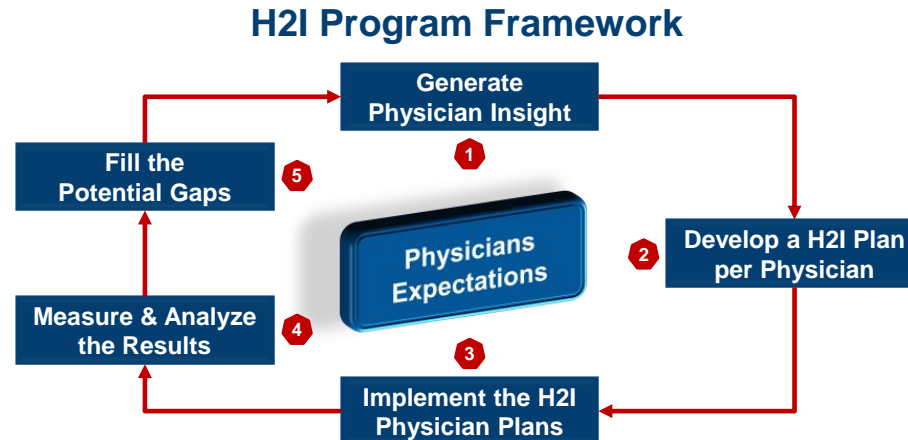 H2I Program Framework
Generate
Physician Insight
1
Fill the
Potential Gaps
5
Physicians
Expectations
2
Develop a H2I Plan
per Physician
Measure & Analyze
the Results
4
3
Implement the H2I
Physician Plans